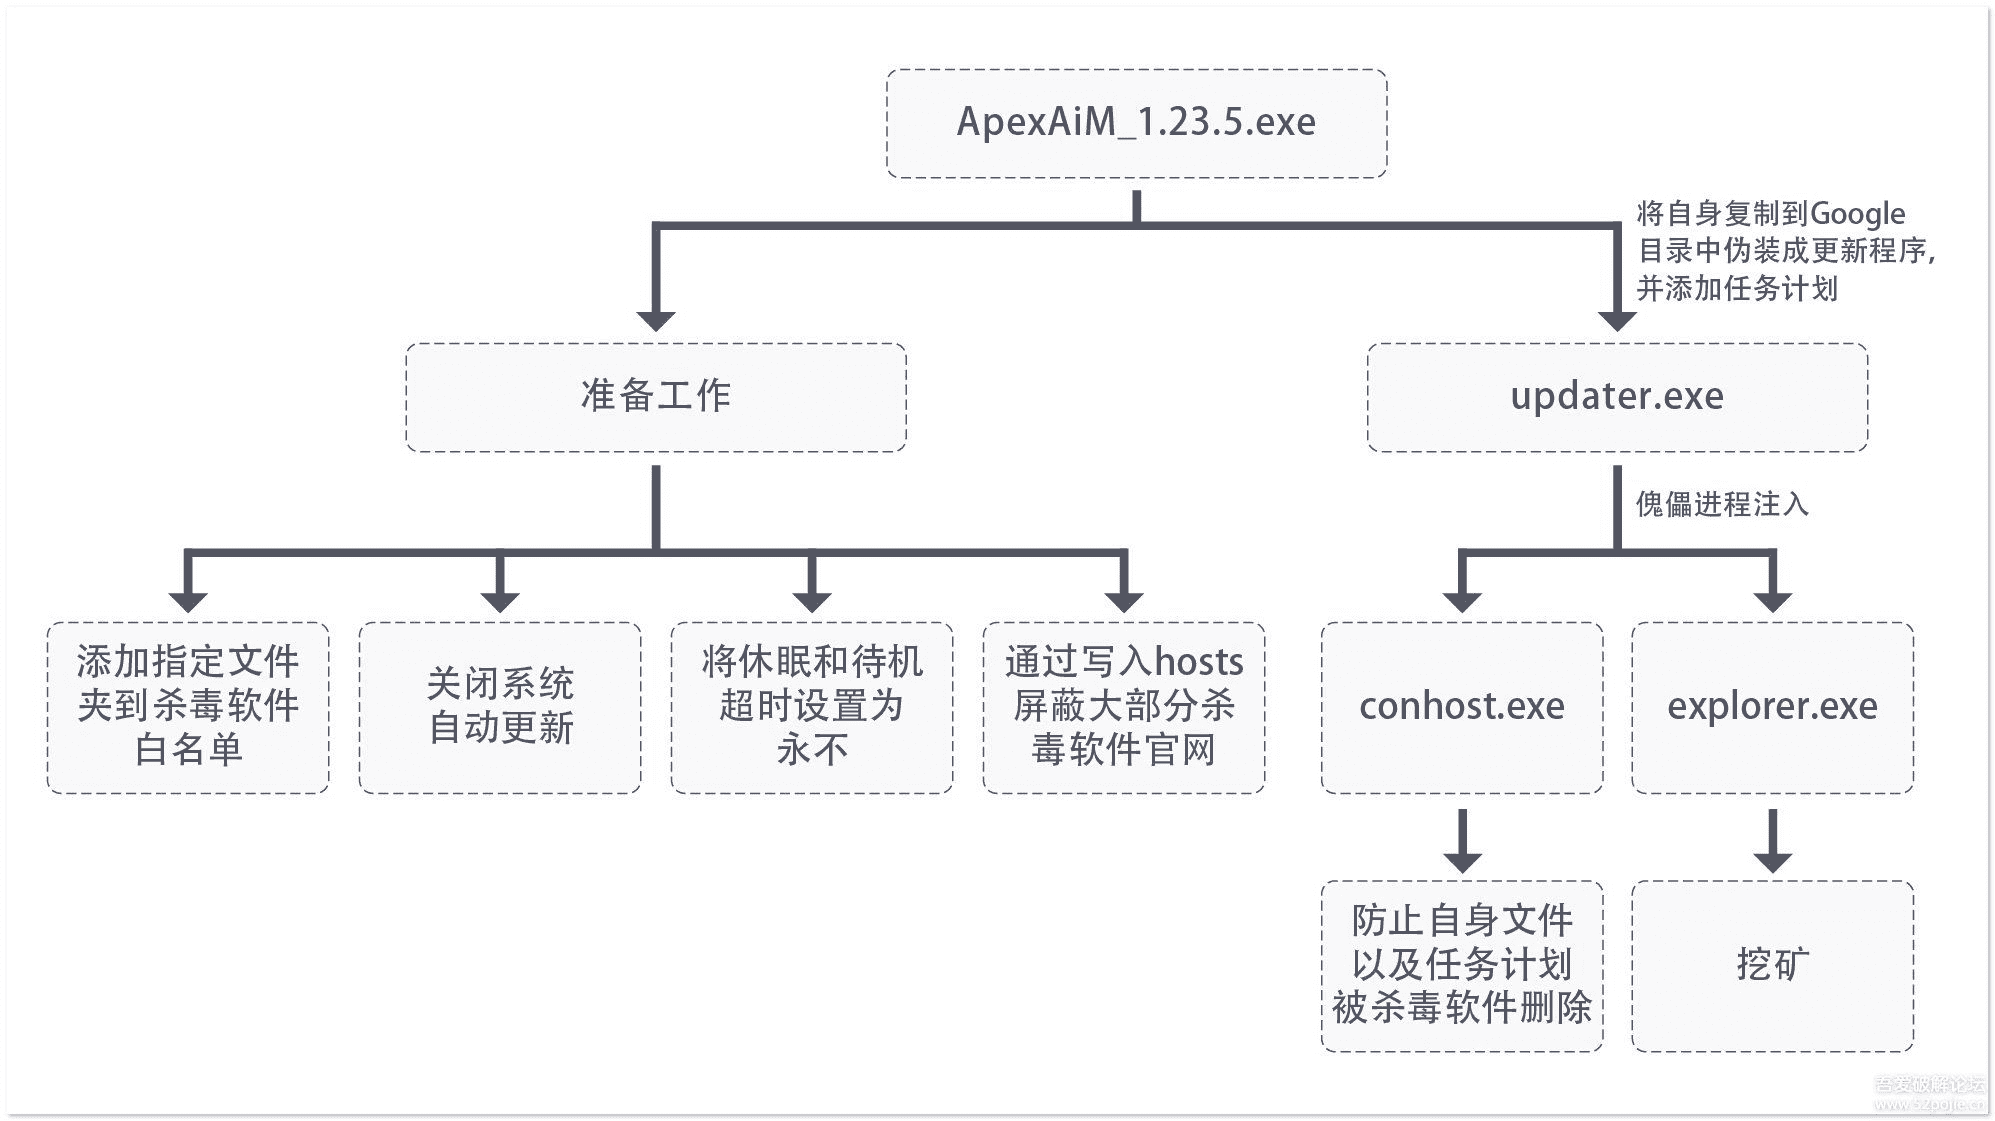 ApexAiM_1.23.5.exe
将自身复制到Google
目录中伪装成更新程序,
并添加任务计划
准备工作
updater.exe
傀儡进程注入
添加指定文件
夹到杀毒软件
白名单
关闭系统
自动更新
将休眠和待机
超时设置为
永不
通过写入hosts
屏蔽大部分杀
毒软件官网
conhost.exe
explorer.exe
防止自身文件
以及任务计划
被杀毒软件删除
挖矿
吾爱破解论坛
www.52pojie.cn